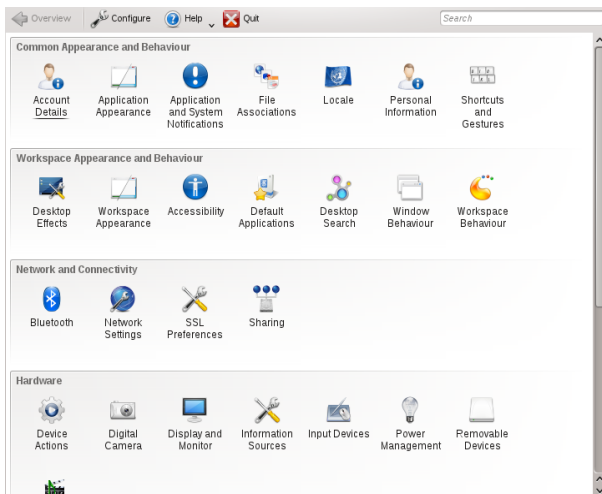 Overview Configure Help Quit Search
Common Appearance and Behaviour
Account Details
Application Appearance
Application and System Notifications
File Associations
Locale
Personal Information
Shortcuts and Gestures
Workspace Appearance and Behaviour
Desktop Effects
Workspace Appearance
Accessibility
Default Applications
Desktop Search
Window Behaviour
Workspace Behaviour
Network and Connectivity
Bluetooth
Network Settings
SSL Preferences
Sharing
Hardware
Device Actions
Digital Camera
Display and Monitor
Information Sources
Input Devices
Power Management
Removable Devices